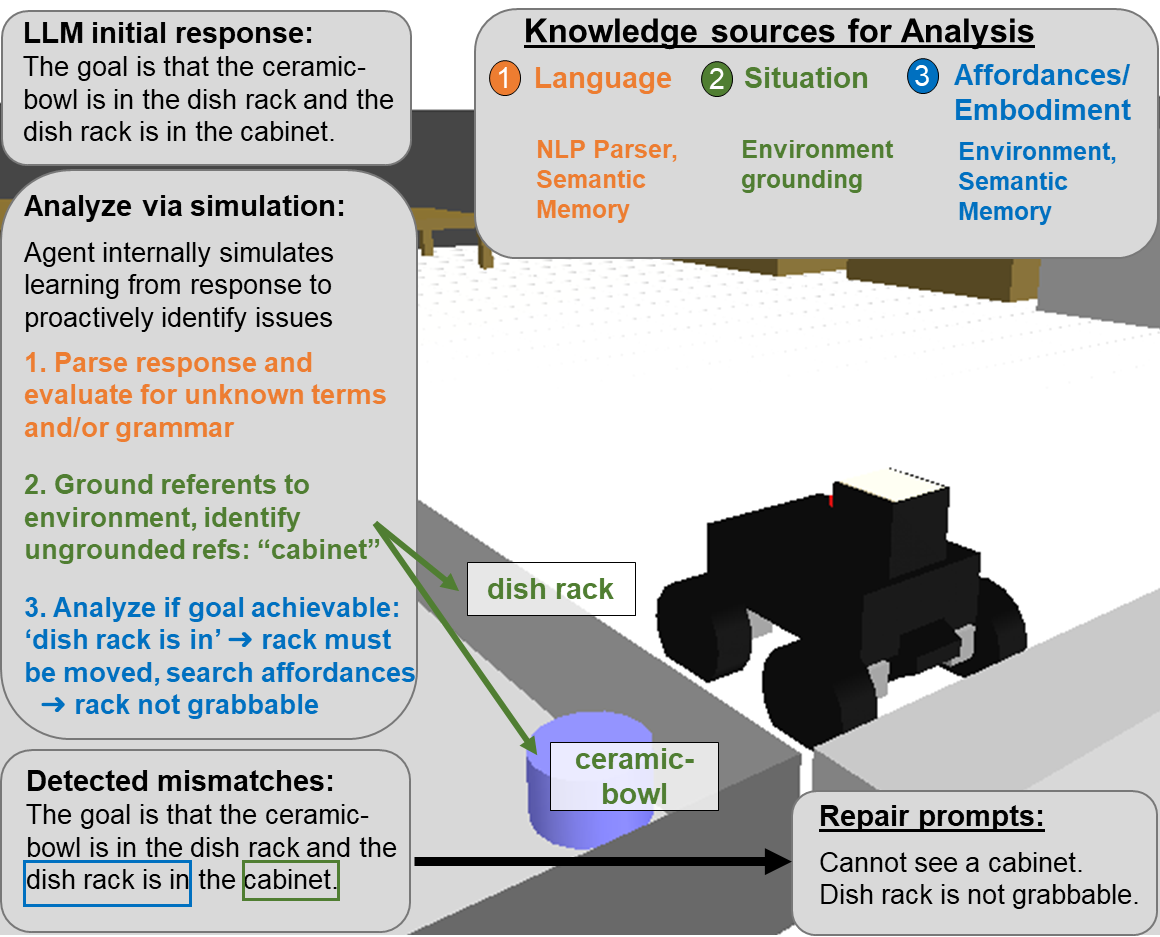 LLM initial response:
The goal is that the ceramic-
bowl is in the dish rack and the
dish rack is in the cabinet.
Knowledge sources for Analysis
1 Language
NLP Parser,
Semantic
Memory
2 Situation
Environment
grounding
3 Affordances/
Embodiment
Environment,
Semantic
Memory
Analyze via simulation:
Agent internally simulates
learning from response to
proactively identify issues
1. Parse response and
evaluate for unknown terms
and/or grammar
2. Ground referents to
environment, identify
ungrounded refs: “cabinet”
3. Analyze if goal achievable:
‘dish rack is in’ ➔ rack must
be moved, search affordances
➔ rack not grabbable
dish rack
ceramic-
bowl
Detected mismatches:
The goal is that the ceramic-
bowl is in the dish rack and the
dish rack is in the cabinet.
Repair prompts:
Cannot see a cabinet.
Dish rack is not grabbable.